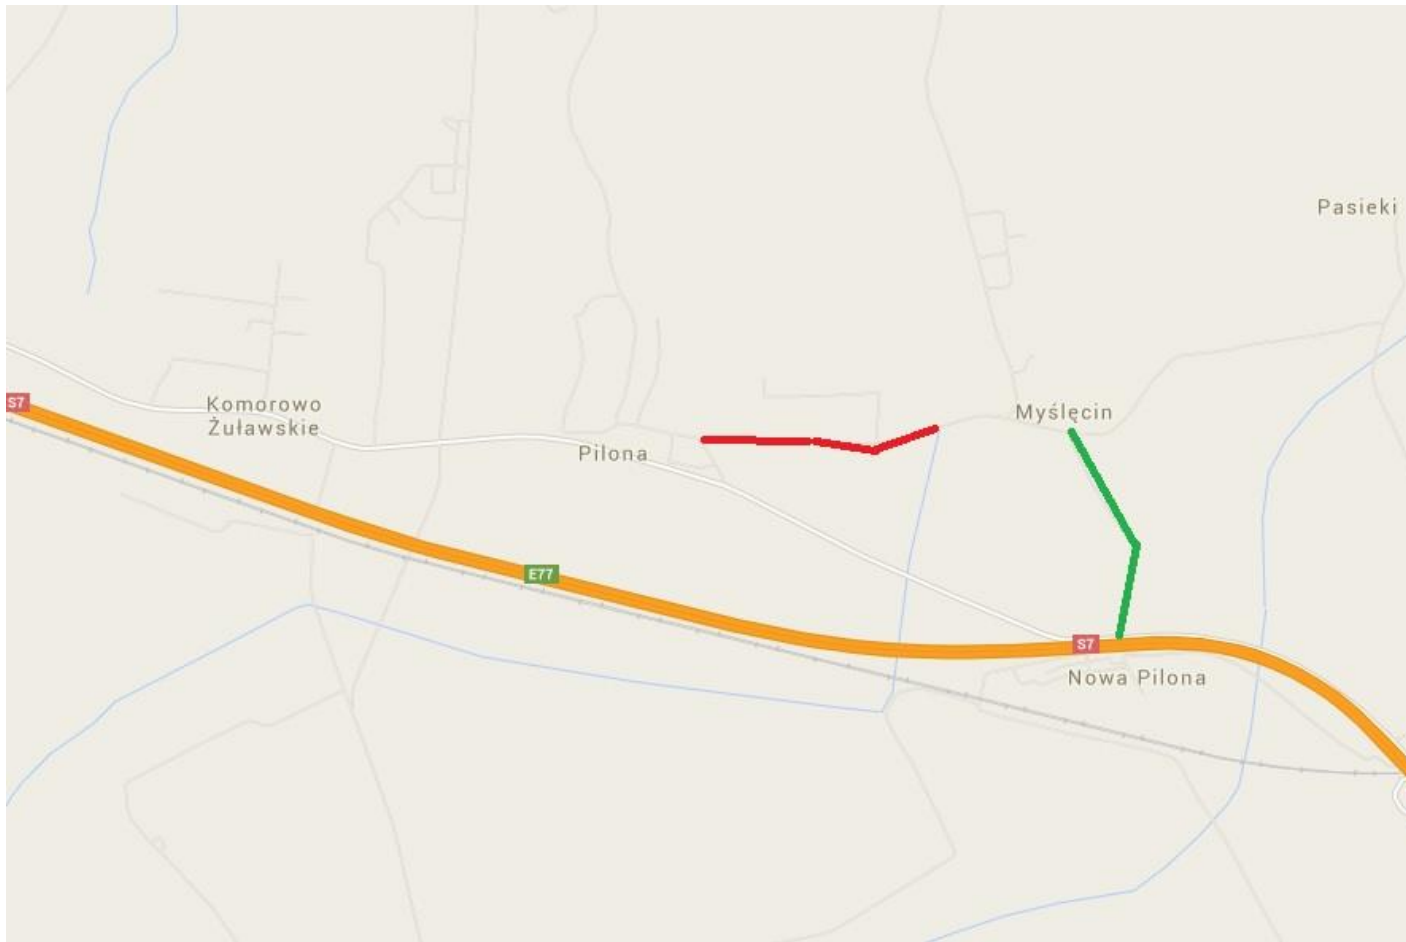 Pasieki
S7
Komorowo
Żuławskie
Myślęcin
Pilona
E77
S7
Nowa Pilona